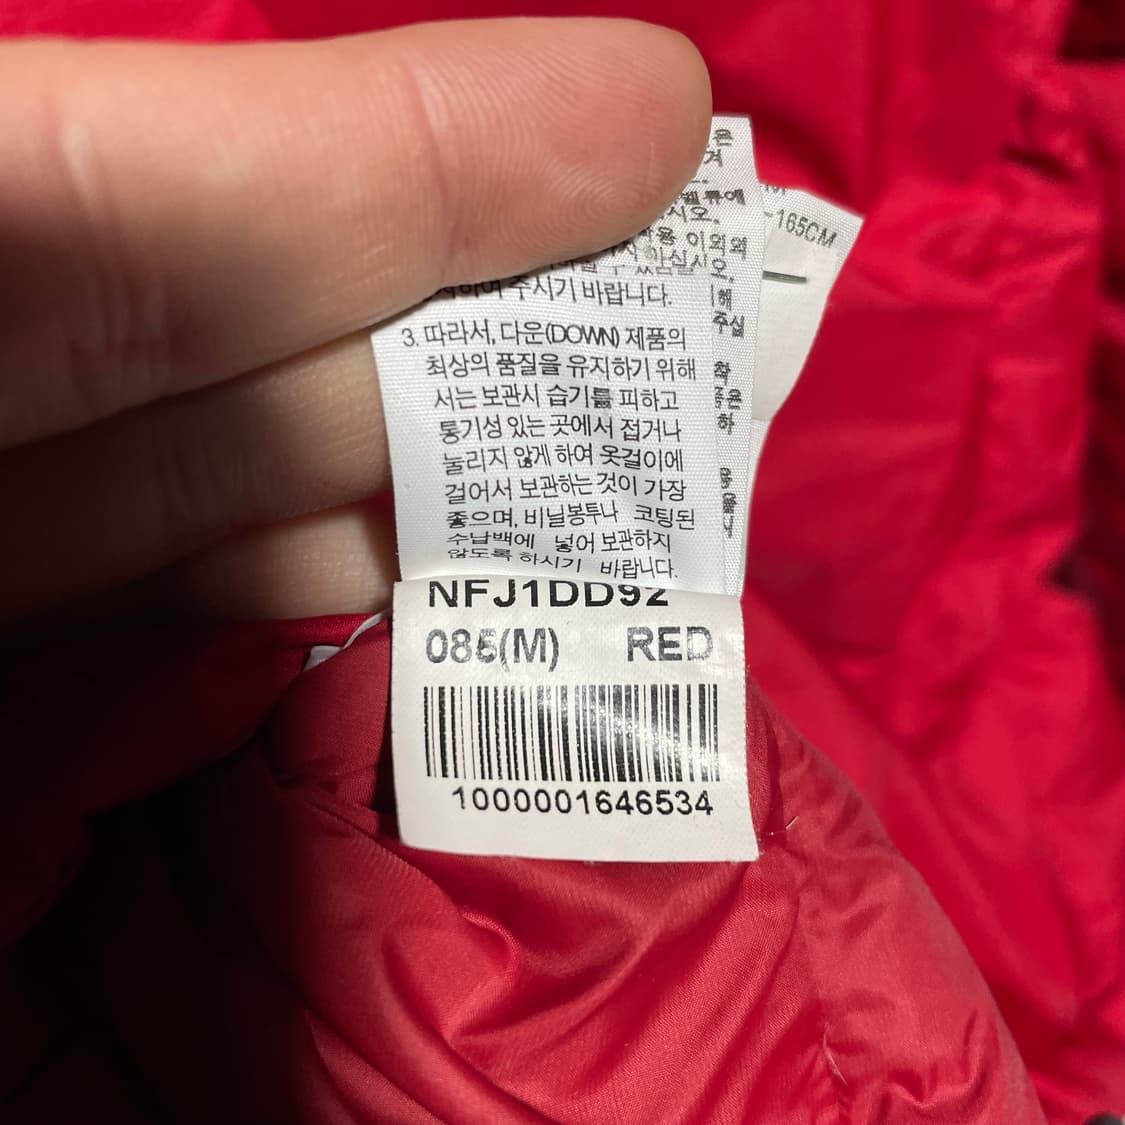 하여 주시기 바랍니다.
3. 따라서, 다운(DOWN) 제품의
최상의 품질을 유지하기 위해
서는 보관시 습기를 피하고
통기성 있는 곳에서 접거나
눌리지 않게 하여 옷걸이에
걸어서 보관하는 것이 가장
좋으며, 비닐봉투나 코팅된
수납백에 넣어 보관하지
않도록 하시기 바랍니다.
NFJ1DD92
085(M) RED
1000001646534
-165CM